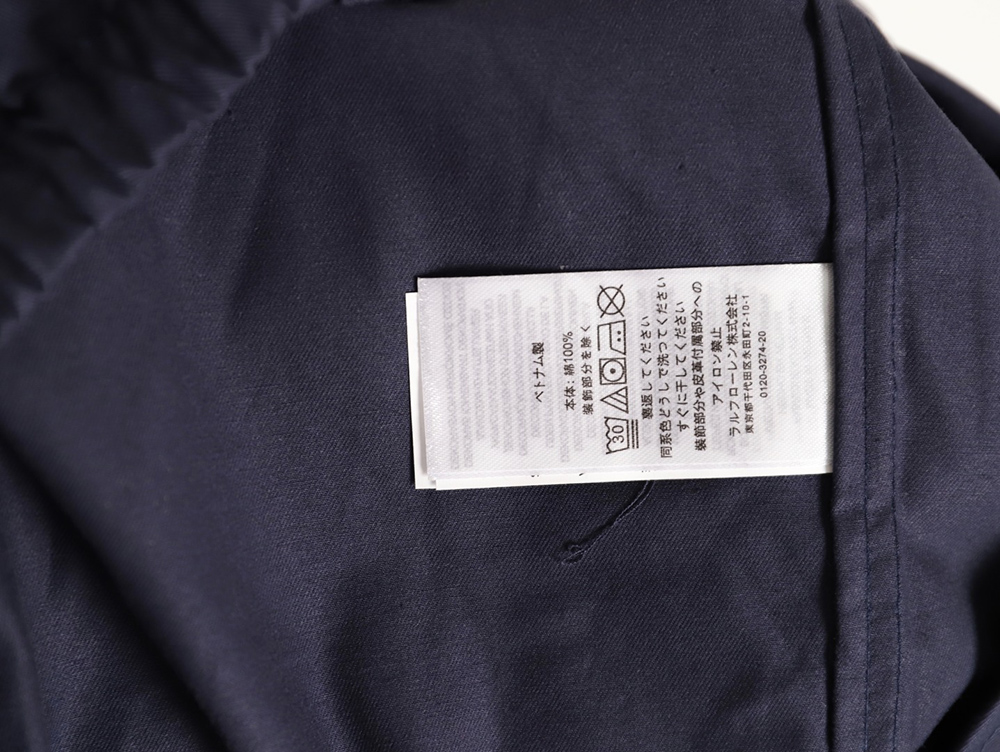 ベトナム製
本体: 綿100%
装飾部分を除く
30
裏返してください
同系色どうしで洗ってください
すぐに干してください
装飾部分や皮革付属部分への
アイロン禁止
ラルフローレン株式会社
東京都千代田区永田町2-10-1
0120-3274-20